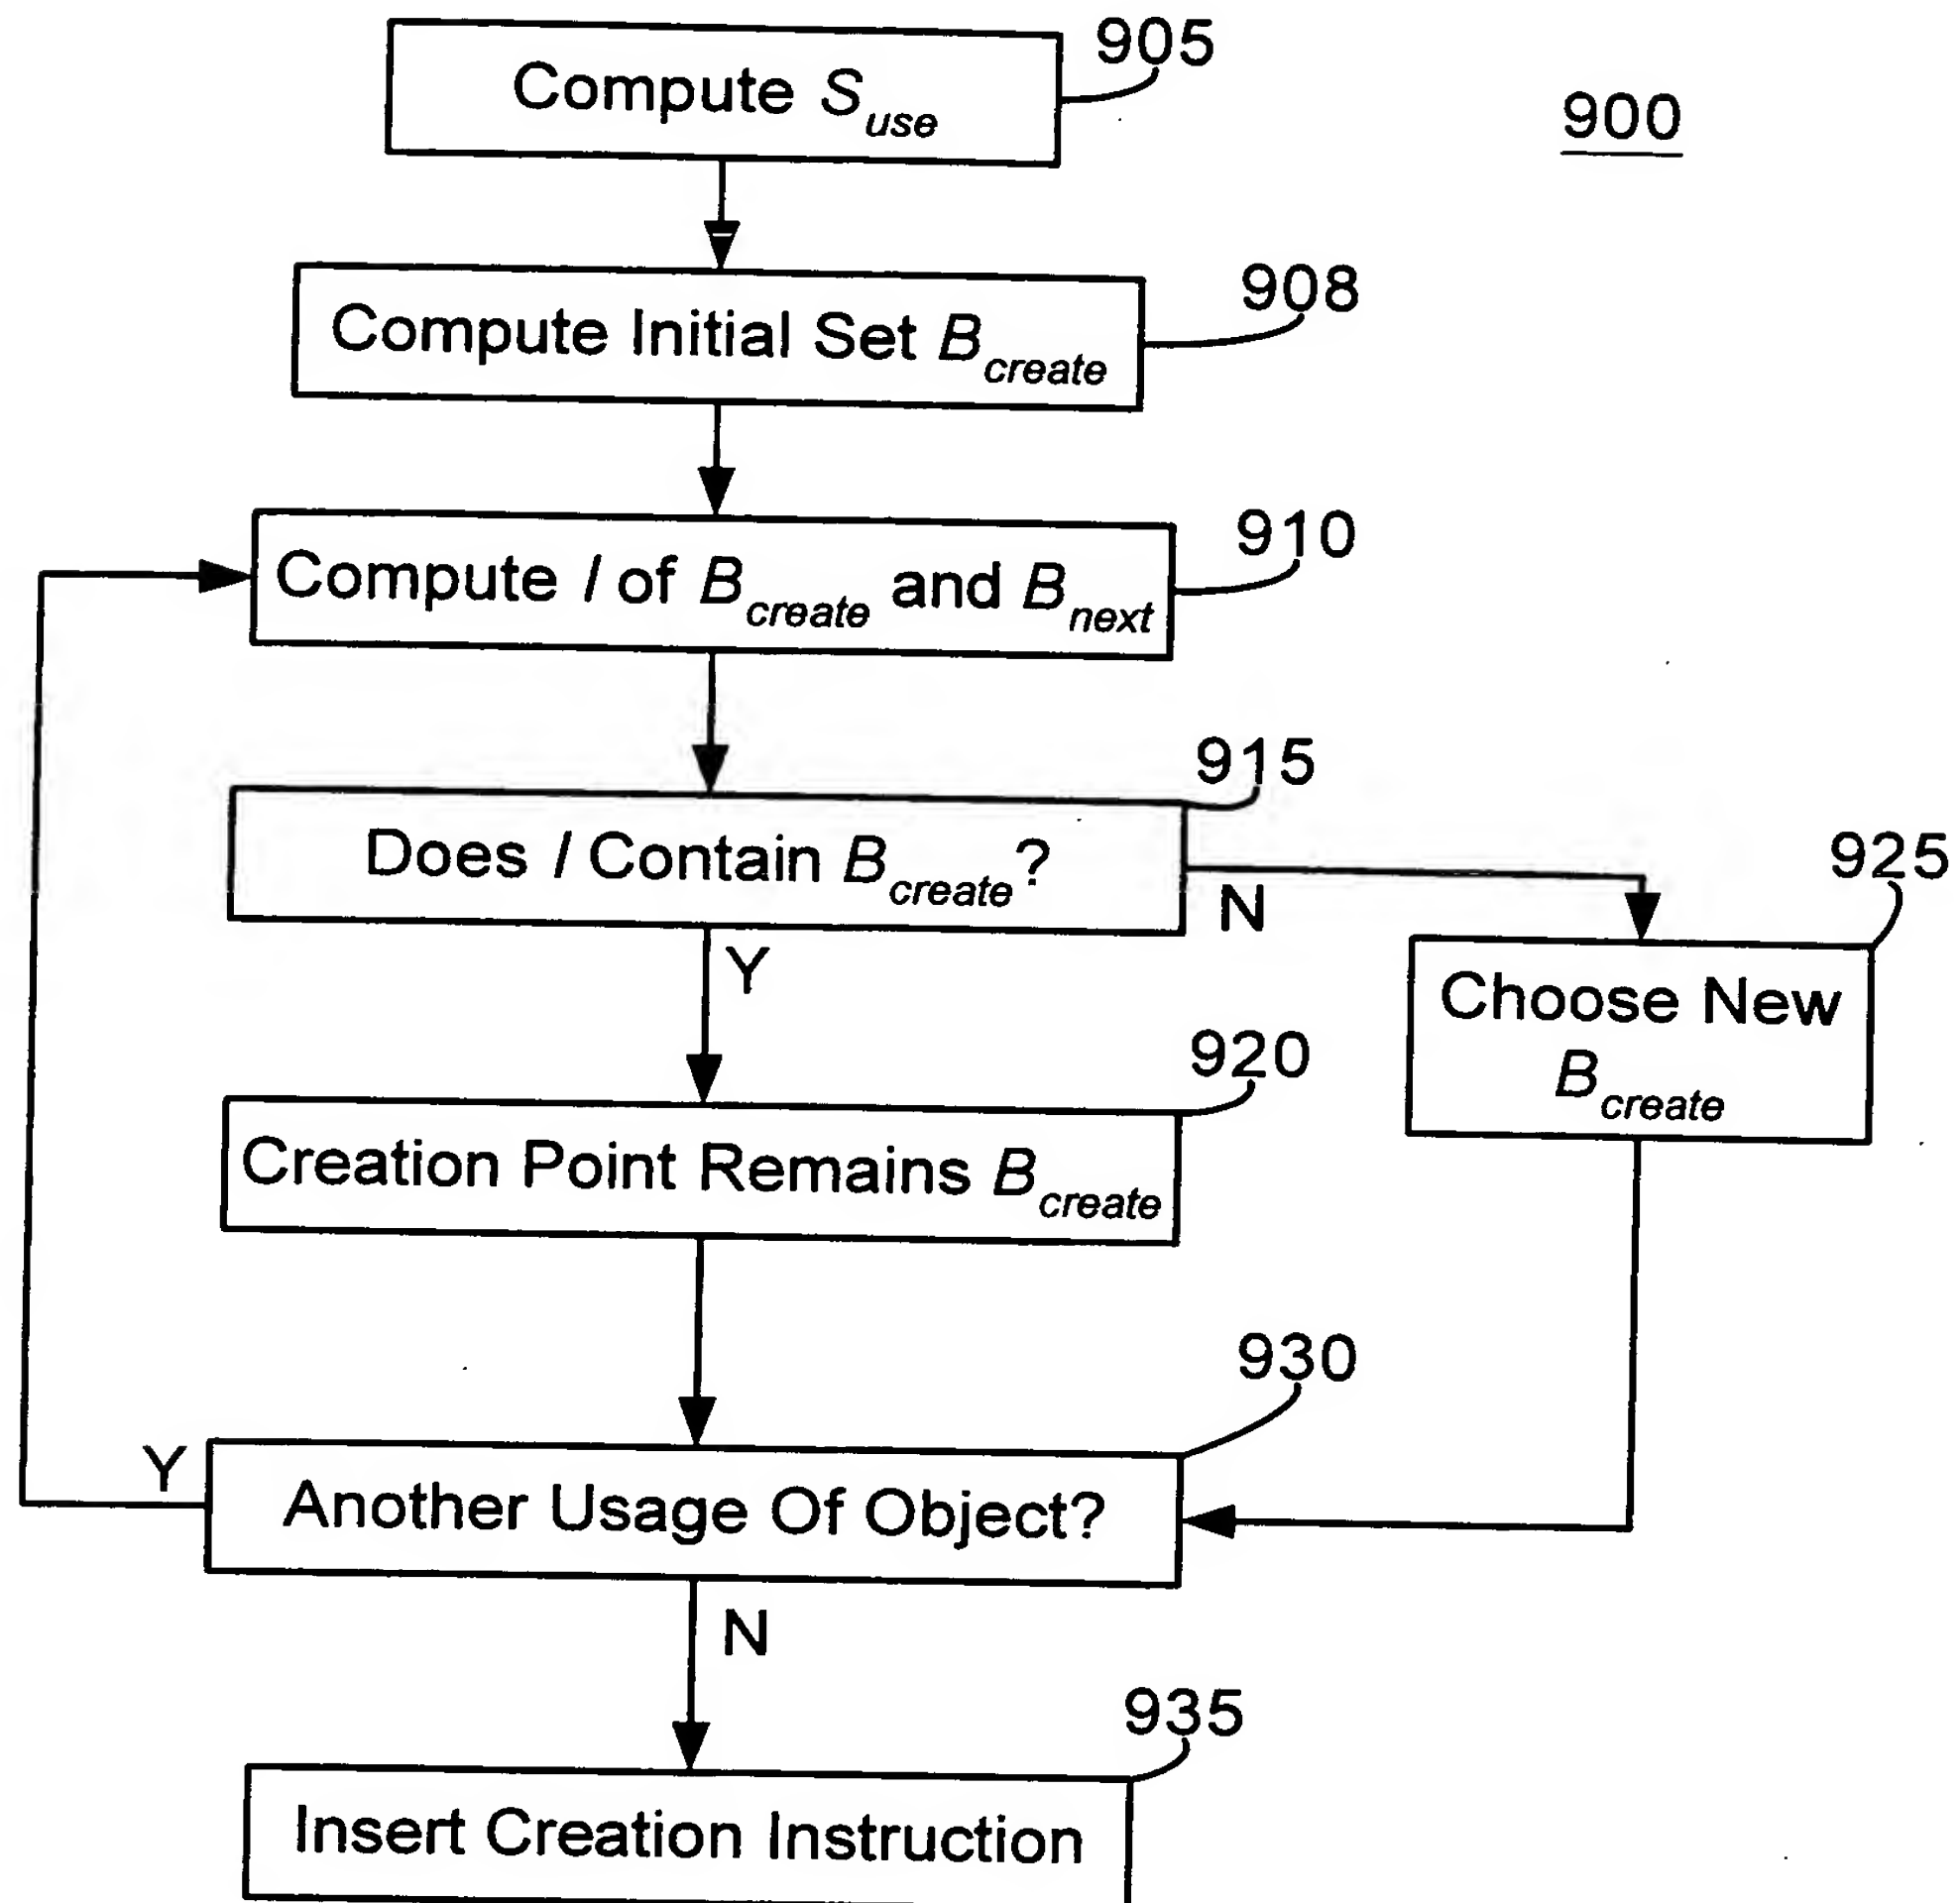 905
Compute S_use
900
908
Compute Initial Set B_create
910
Compute I of B_create and B_next
915
Does I Contain B_create?
N
925
Y
Choose New
B_create
920
Creation Point Remains B_create
930
Y
Another Usage Of Object?
N
935
Insert Creation Instruction